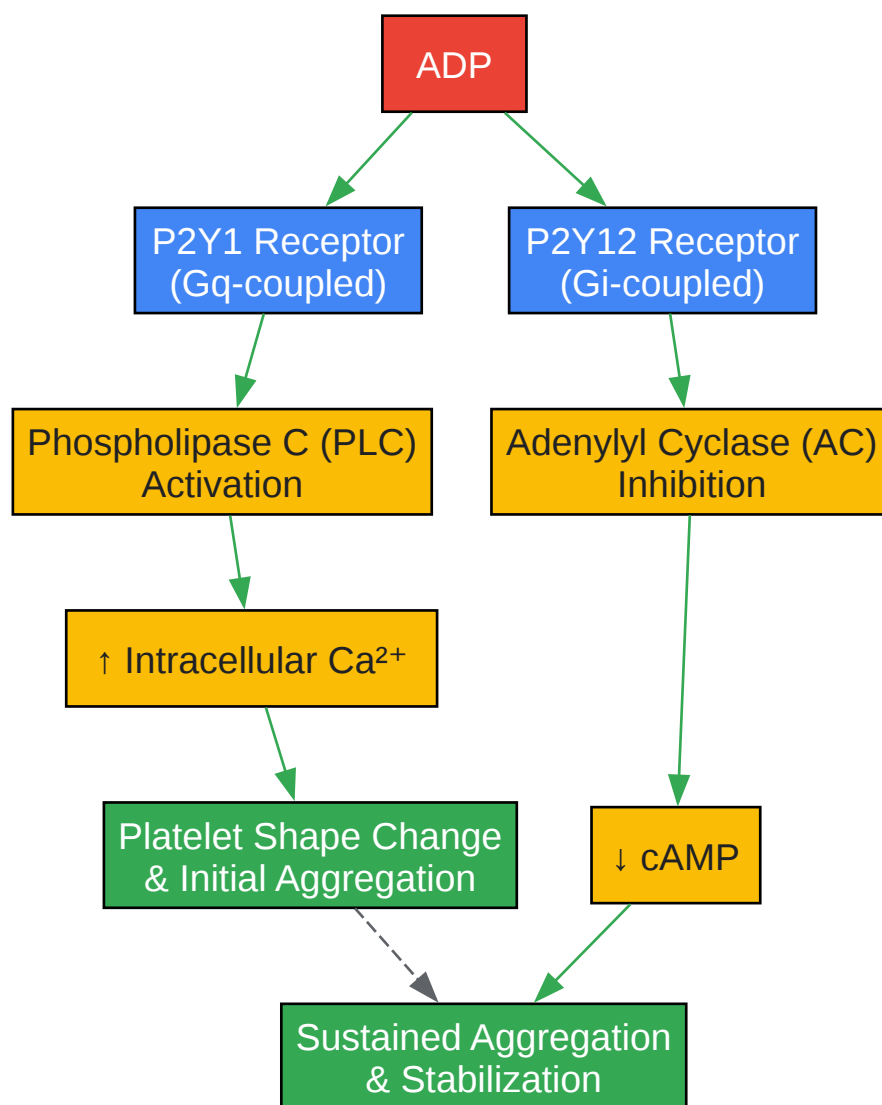 ADP
P2Y1 Receptor
(Gq-coupled)
P2Y12 Receptor
(Gi-coupled)
Phospholipase C (PLC)
Activation
Adenylyl Cyclase (AC)
Inhibition
↑ Intracellular Ca²⁺
Platelet Shape Change
& Initial Aggregation
↓ cAMP
Sustained Aggregation
& Stabilization